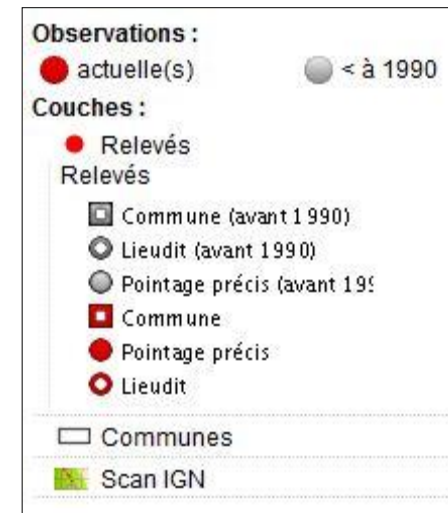 Observations :
actuelle(s) < à 1990
Couches :
Relevés
Relevés
Commune (avant 1990)
Lieudit (avant 1990)
Pointage précis (avant 199
Commune
Pointage précis
Lieudit
Communes
Scan IGN